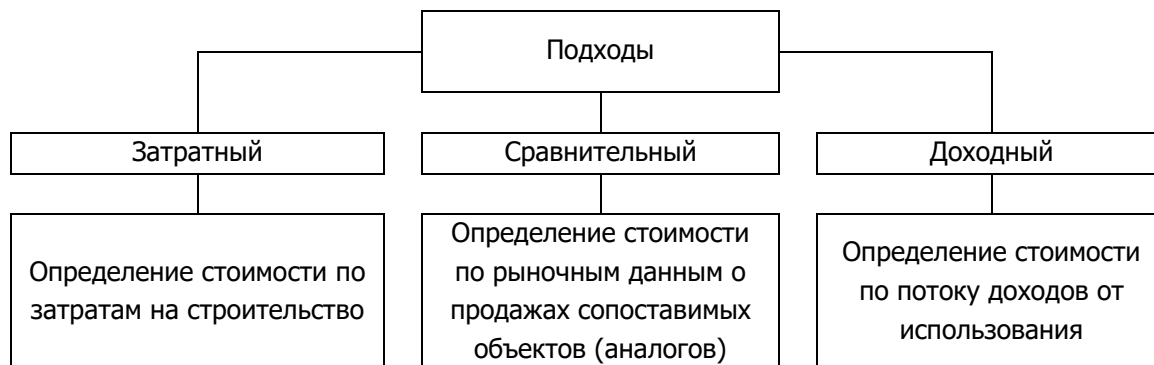 Подходы
Затратный
Сравнительный
Доходный
Определение стоимости по
затратам на строительство
Определение стоимости
по рыночным данным о
продажах сопоставимых
объектов (аналогов)
Определение стоимости
по потоку доходов от
использования